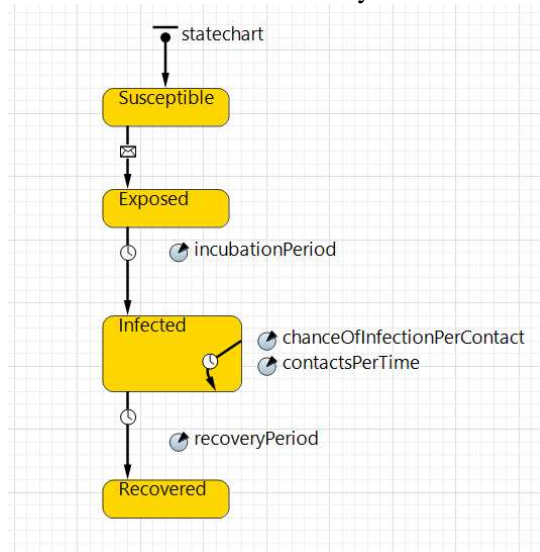 statechart
Susceptible
Exposed
incubationPeriod
Infected
chanceOfInfectionPerContact
contactsPerTime
recoveryPeriod
Recovered